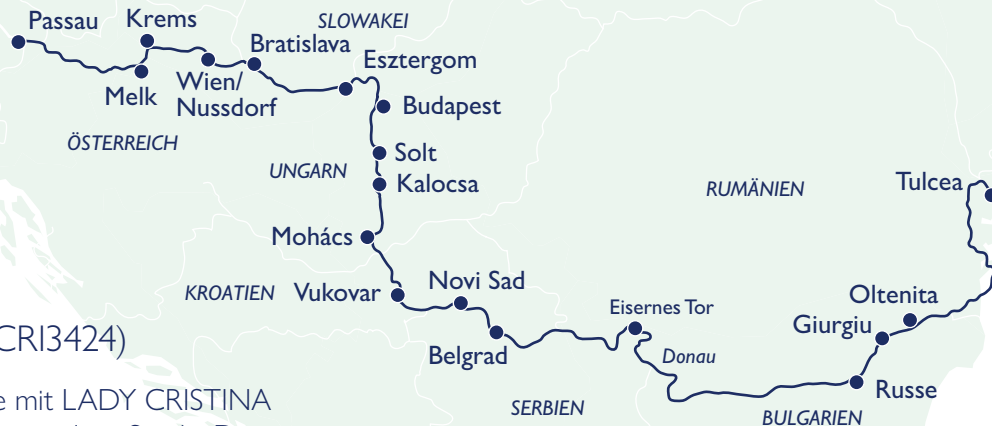 Passau
Krems
SLOWAKEI
Bratislava
Esztergom
Melk
Wien/
Nussdorf
Budapest
ÖSTERREICH
Solt
UNGARN
Kalocsa
RUMÄNIEN
Tulcea
Mohács
KROATIEN
Vukovar
Novi Sad
Eisernes Tor
Oltenita
Giurgiu
CRI3424)
Belgrad
Donau
Russe
mit LADY CRISTINA
SERBIEN
BULGARIEN